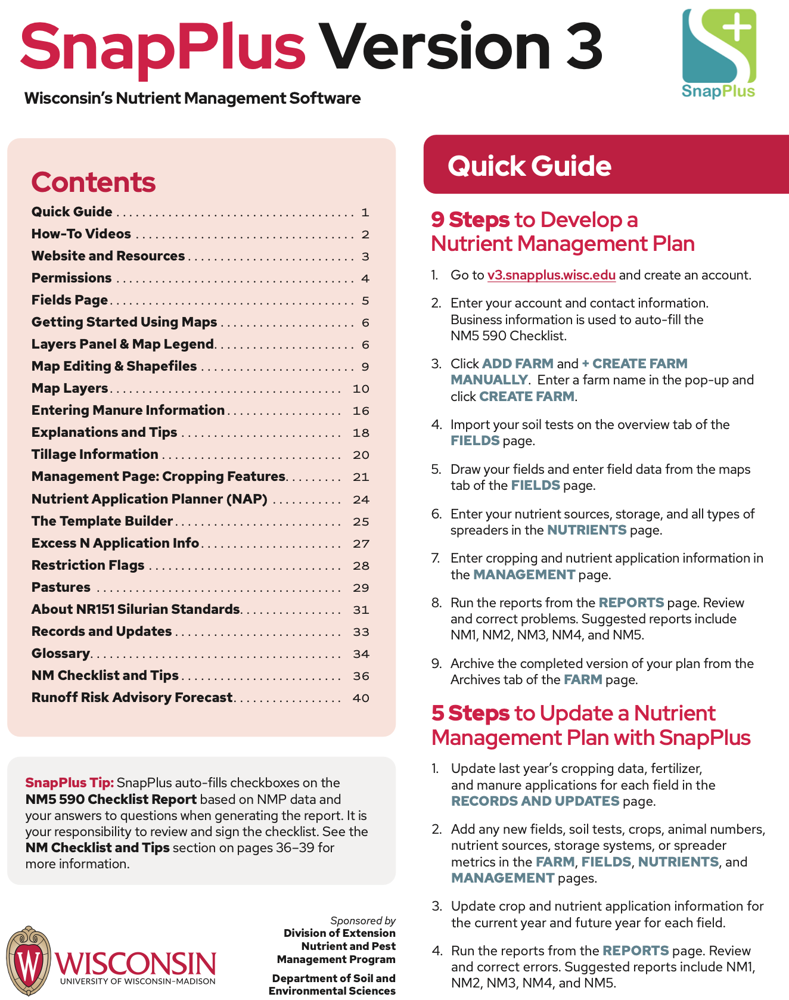 SnapPlus Version 3
Wisconsin's Nutrient Management Software
SnapPlus
Contents
Quick Guide . . . . . . . . . . . . . . . . . . . . . . . . . . . . . . . . . . . . . 1
How-To Videos . . . . . . . . . . . . . . . . . . . . . . . . . . . . . . . . . . 2
Website and Resources . . . . . . . . . . . . . . . . . . . . . . . . . . 3
Permissions . . . . . . . . . . . . . . . . . . . . . . . . . . . . . . . . . . . . . 4
Fields Page . . . . . . . . . . . . . . . . . . . . . . . . . . . . . . . . . . . . . . 5
Getting Started Using Maps . . . . . . . . . . . . . . . . . . . . . 6
Layers Panel & Map Legend. . . . . . . . . . . . . . . . . . . . . . 6
Map Editing & Shapefiles . . . . . . . . . . . . . . . . . . . . . . . . 9
Map Layers . . . . . . . . . . . . . . . . . . . . . . . . . . . . . . . . . . . . 10
Entering Manure Information . . . . . . . . . . . . . . . . . . 16
Explanations and Tips . . . . . . . . . . . . . . . . . . . . . . . . . 18
Tillage Information . . . . . . . . . . . . . . . . . . . . . . . . . . . . 20
Management Page: Cropping Features. . . . . . . . . 21
Nutrient Application Planner (NAP) . . . . . . . . . . . 24
The Template Builder . . . . . . . . . . . . . . . . . . . . . . . . . . 25
Excess N Application Info . . . . . . . . . . . . . . . . . . . . . . 27
Restriction Flags . . . . . . . . . . . . . . . . . . . . . . . . . . . . . . 28
Pastures . . . . . . . . . . . . . . . . . . . . . . . . . . . . . . . . . . . . . . 29
About NR151 Silurian Standards. . . . . . . . . . . . . . . . 31
Records and Updates . . . . . . . . . . . . . . . . . . . . . . . . . . 33
Glossary. . . . . . . . . . . . . . . . . . . . . . . . . . . . . . . . . . . . . . . 34
NM Checklist and Tips . . . . . . . . . . . . . . . . . . . . . . . . . 36
Runoff Risk Advisory Forecast. . . . . . . . . . . . . . . . . 40
SnapPlus Tip: SnapPlus auto-fills checkboxes on the
NM5 590 Checklist Report based on NMP data and
your answers to questions when generating the report. It is
your responsibility to review and sign the checklist. See the
NM Checklist and Tips section on pages 36–39 for
more information.
W
WISCONSIN
UNIVERSITY OF WISCONSIN–MADISON
Sponsored by
Division of Extension
Nutrient and Pest
Management Program
Department of Soil and
Environmental Sciences
Quick Guide
9 Steps to Develop a
Nutrient Management Plan
1. Go to v3.snapplus.wisc.edu and create an account.
2. Enter your account and contact information.
Business information is used to auto-fill the
NM5 590 Checklist.
3. Click ADD FARM and + CREATE FARM
MANUALLY. Enter a farm name in the pop-up and
click CREATE FARM.
4. Import your soil tests on the overview tab of the
FIELDS page.
5. Draw your fields and enter field data from the maps
tab of the FIELDS page.
6. Enter your nutrient sources, storage, and all types of
spreaders in the NUTRIENTS page.
7. Enter cropping and nutrient application information in
the MANAGEMENT page.
8. Run the reports from the REPORTS page. Review
and correct problems. Suggested reports include
NM1, NM2, NM3, NM4, and NM5.
9. Archive the completed version of your plan from the
Archives tab of the FARM page.
5 Steps to Update a Nutrient
Management Plan with SnapPlus
1. Update last year's cropping data, fertilizer,
and manure applications for each field in the
RECORDS AND UPDATES page.
2. Add any new fields, soil tests, crops, animal numbers,
nutrient sources, storage systems, or spreader
metrics in the FARM, FIELDS, NUTRIENTS, and
MANAGEMENT pages.
3. Update crop and nutrient application information for
the current year and future year for each field.
4. Run the reports from the REPORTS page. Review
and correct errors. Suggested reports include NM1,
NM2, NM3, NM4, and NM5.